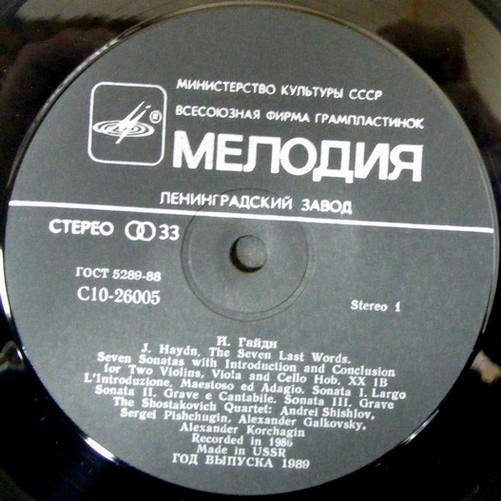 МИНИСТЕРСТВО КУЛЬТУРЫ СССР
ВСЕСОЮЗНАЯ ФИРМА ГРАМПЛАСТИНОК
®
МЕЛОДИЯ
ЛЕНИНГРАДСКИЙ ЗАВОД
СТЕРЕО 33
ГОСТ 5289-88
С10-26005
Stereo 1
Й. Гайдн
J. Haydn, The Seven Last Words.
Seven Sonatas with Introduction and Conclusion
for Two Violins, Viola and Cello Hob. XX 1B
L'Introduzione, Maestoso ed Adagio. Sonata I. Largo
Sonata II. Grave e Cantabile. Sonata III. Grave
The Shostakovich Quartet: Andrei Shishlov,
Sergei Pishchugin, Alexander Galkovsky,
Alexander Korchagin
Recorded in 1986
Made in USSR
ГОД ВЫПУСКА 1989